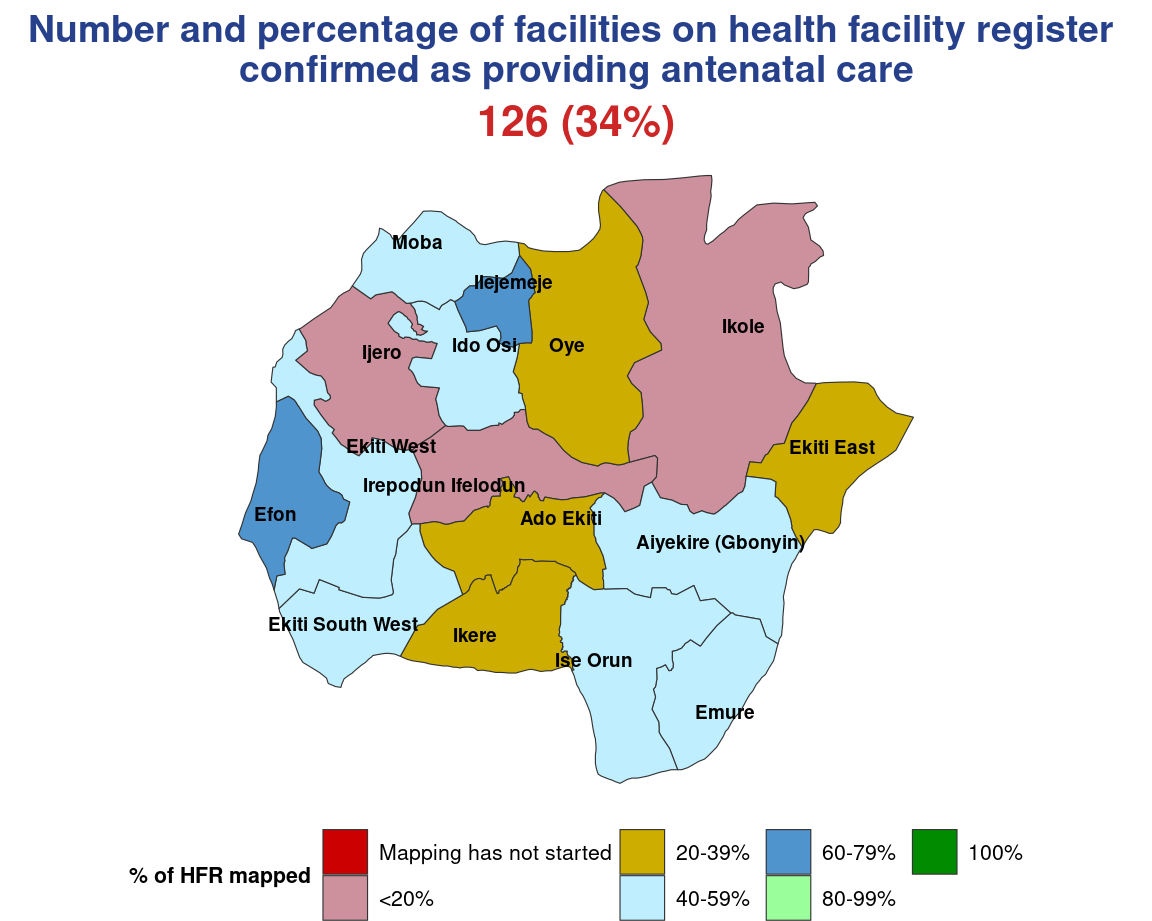 Number and percentage of facilities on health facility register
confirmed as providing antenatal care
126 (34%)
Moba
Ilejemeje
Ikole
Ijero
Ido Osi
Oye
Ekiti West
Ekiti East
Irepodun Ifelodun
Efon
Ado Ekiti
Aiyekire (Gbonyin)
Ekiti South West
Ikere
Ise Orun
Emure
% of HFR mapped
Mapping has not started
<20%
20-39%
40-59%
60-79%
80-99%
100%